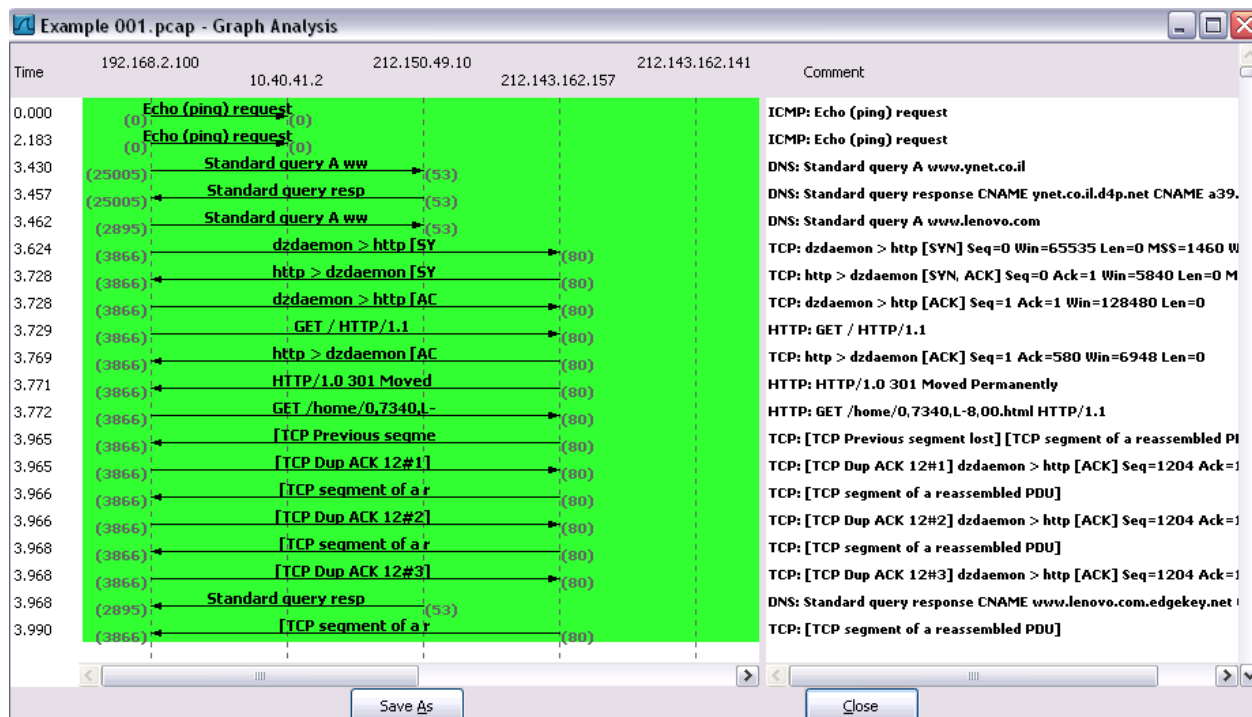 Example 001.pcap - Graph Analysis
Time 192.168.2.100 10.40.41.2 212.150.49.10 212.143.162.157 212.143.162.141 Comment
0.000 (0) Echo (ping) request (0) ICMP: Echo (ping) request
2.183 (0) Echo (ping) request (0) ICMP: Echo (ping) request
3.430 (25005) Standard query A ww (53) DNS: Standard query A www.ynet.co.il
3.457 (25005) Standard query resp (53) DNS: Standard query response CNAME ynet.co.il.d4p.net CNAME a39.
3.462 (2895) Standard query A ww (53) DNS: Standard query A www.lenovo.com
3.624 (3866) dzdaemon > http [SY (80) TCP: dzdaemon > http [SYN] Seq=0 Win=65535 Len=0 MSS=1460 W
3.728 (3866) http > dzdaemon [SY (80) TCP: http > dzdaemon [SYN, ACK] Seq=0 Ack=1 Win=5840 Len=0 M
3.728 (3866) dzdaemon > http [AC (80) TCP: dzdaemon > http [ACK] Seq=1 Ack=1 Win=128480 Len=0
3.729 (3866) GET / HTTP/1.1 (80) HTTP: GET / HTTP/1.1
3.769 (3866) http > dzdaemon [AC (80) TCP: http > dzdaemon [ACK] Seq=1 Ack=580 Win=6948 Len=0
3.771 (3866) HTTP/1.0 301 Moved (80) HTTP: HTTP/1.0 301 Moved Permanently
3.772 (3866) GET /home/0,7340,L- (80) HTTP: GET /home/0,7340,L-8,00.html HTTP/1.1
3.965 (3866) [TCP Previous segme (80) TCP: [TCP Previous segment lost] [TCP segment of a reassembled PD
3.965 (3866) [TCP Dup ACK 12#1] (80) TCP: [TCP Dup ACK 12#1] dzdaemon > http [ACK] Seq=1204 Ack=1
3.966 (3866) [TCP segment of a r (80) TCP: [TCP segment of a reassembled PDU]
3.966 (3866) [TCP Dup ACK 12#2] (80) TCP: [TCP Dup ACK 12#2] dzdaemon > http [ACK] Seq=1204 Ack=1
3.968 (3866) [TCP segment of a r (80) TCP: [TCP segment of a reassembled PDU]
3.968 (3866) [TCP Dup ACK 12#3] (80) TCP: [TCP Dup ACK 12#3] dzdaemon > http [ACK] Seq=1204 Ack=1
3.968 (2895) Standard query resp (53) DNS: Standard query response CNAME www.lenovo.com.edgekey.net
3.990 (3866) [TCP segment of a r (80) TCP: [TCP segment of a reassembled PDU]
Save As Close